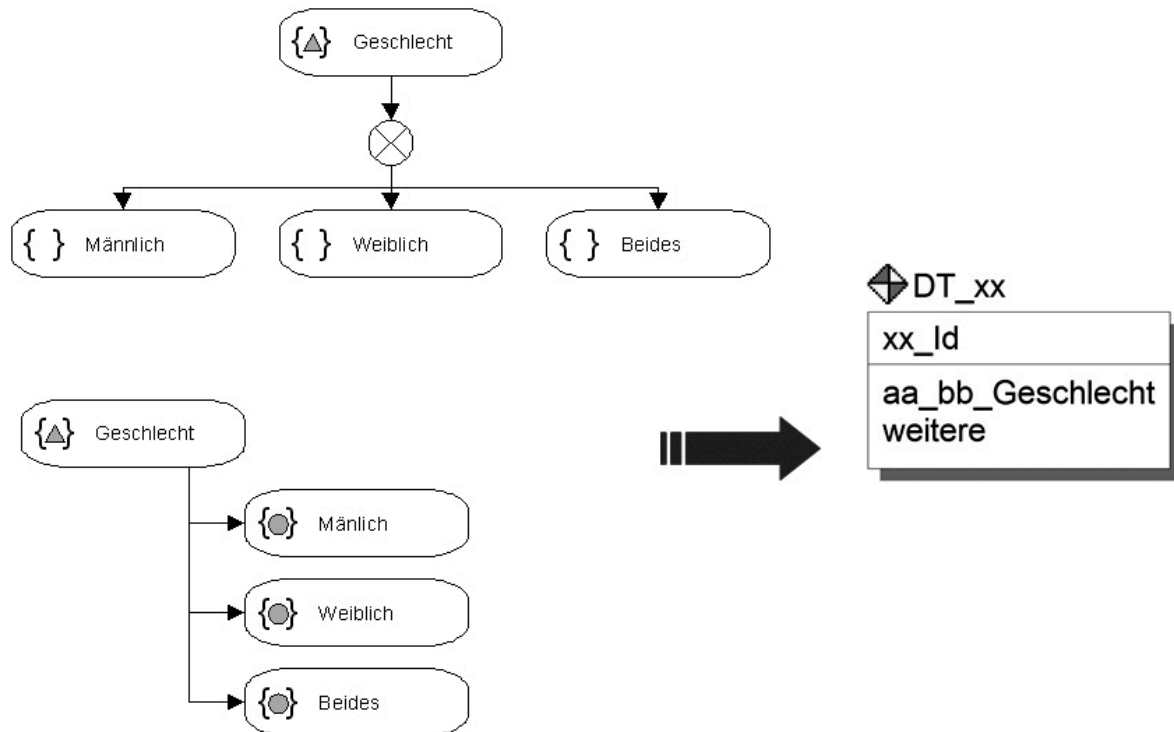 Geschlecht
Männlich
Weiblich
Beides
Geschlecht
Mänlich
Weiblich
Beides
DT_xx
xx_Id
aa_bb_Geschlecht
weitere